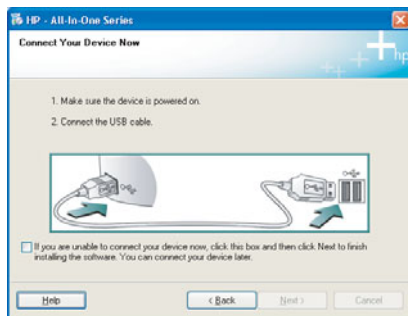 HP - All-In-One Series
Connect Your Device Now
hp
1. Make sure the device is powered on.
2. Connect the USB cable.
If you are unable to connect your device now, click this box and then click Next to finish
installing the software. You can connect your device later.
Help
< Back
Next >
Cancel